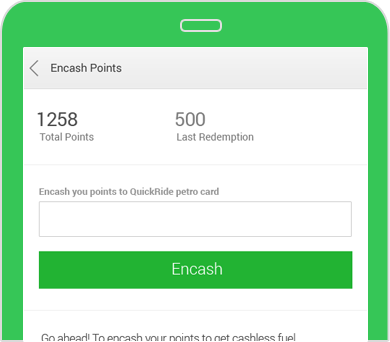 Encash Points
1258 500
Total Points Last Redemption
Encash you points to QuickRide petro card
Encash
Go ahead! To encash your points to get cashless fuel